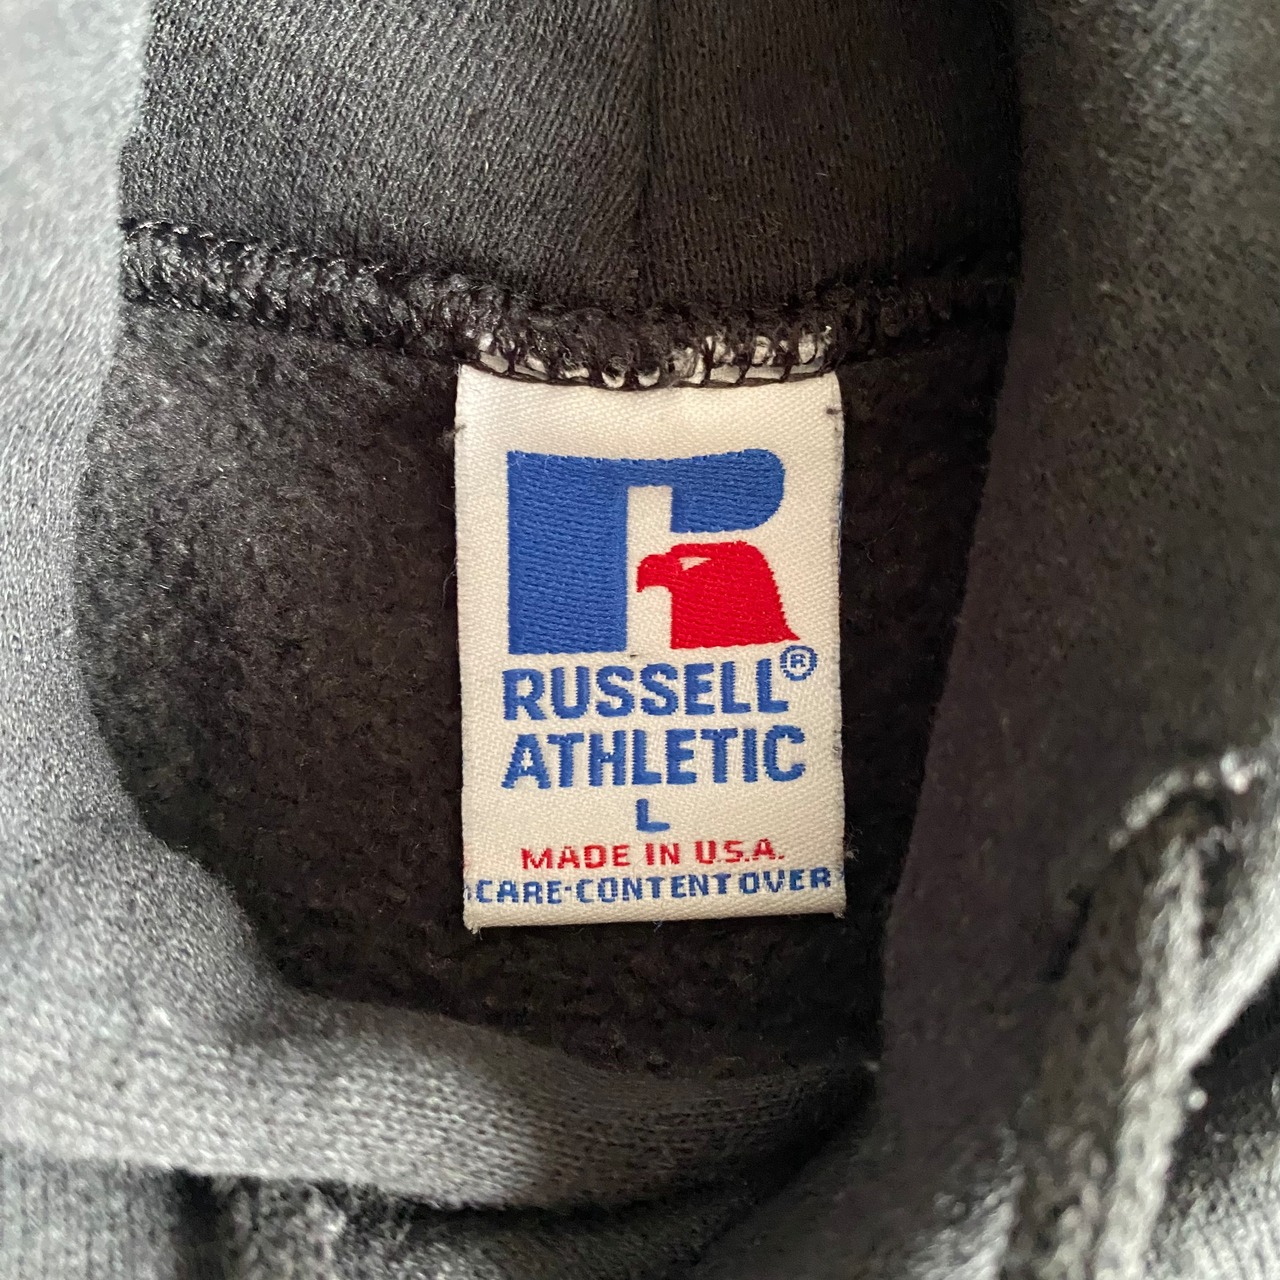 RUSSELL®
ATHLETIC
L
MADE IN U.S.A.
CARE-CONTENT OVER